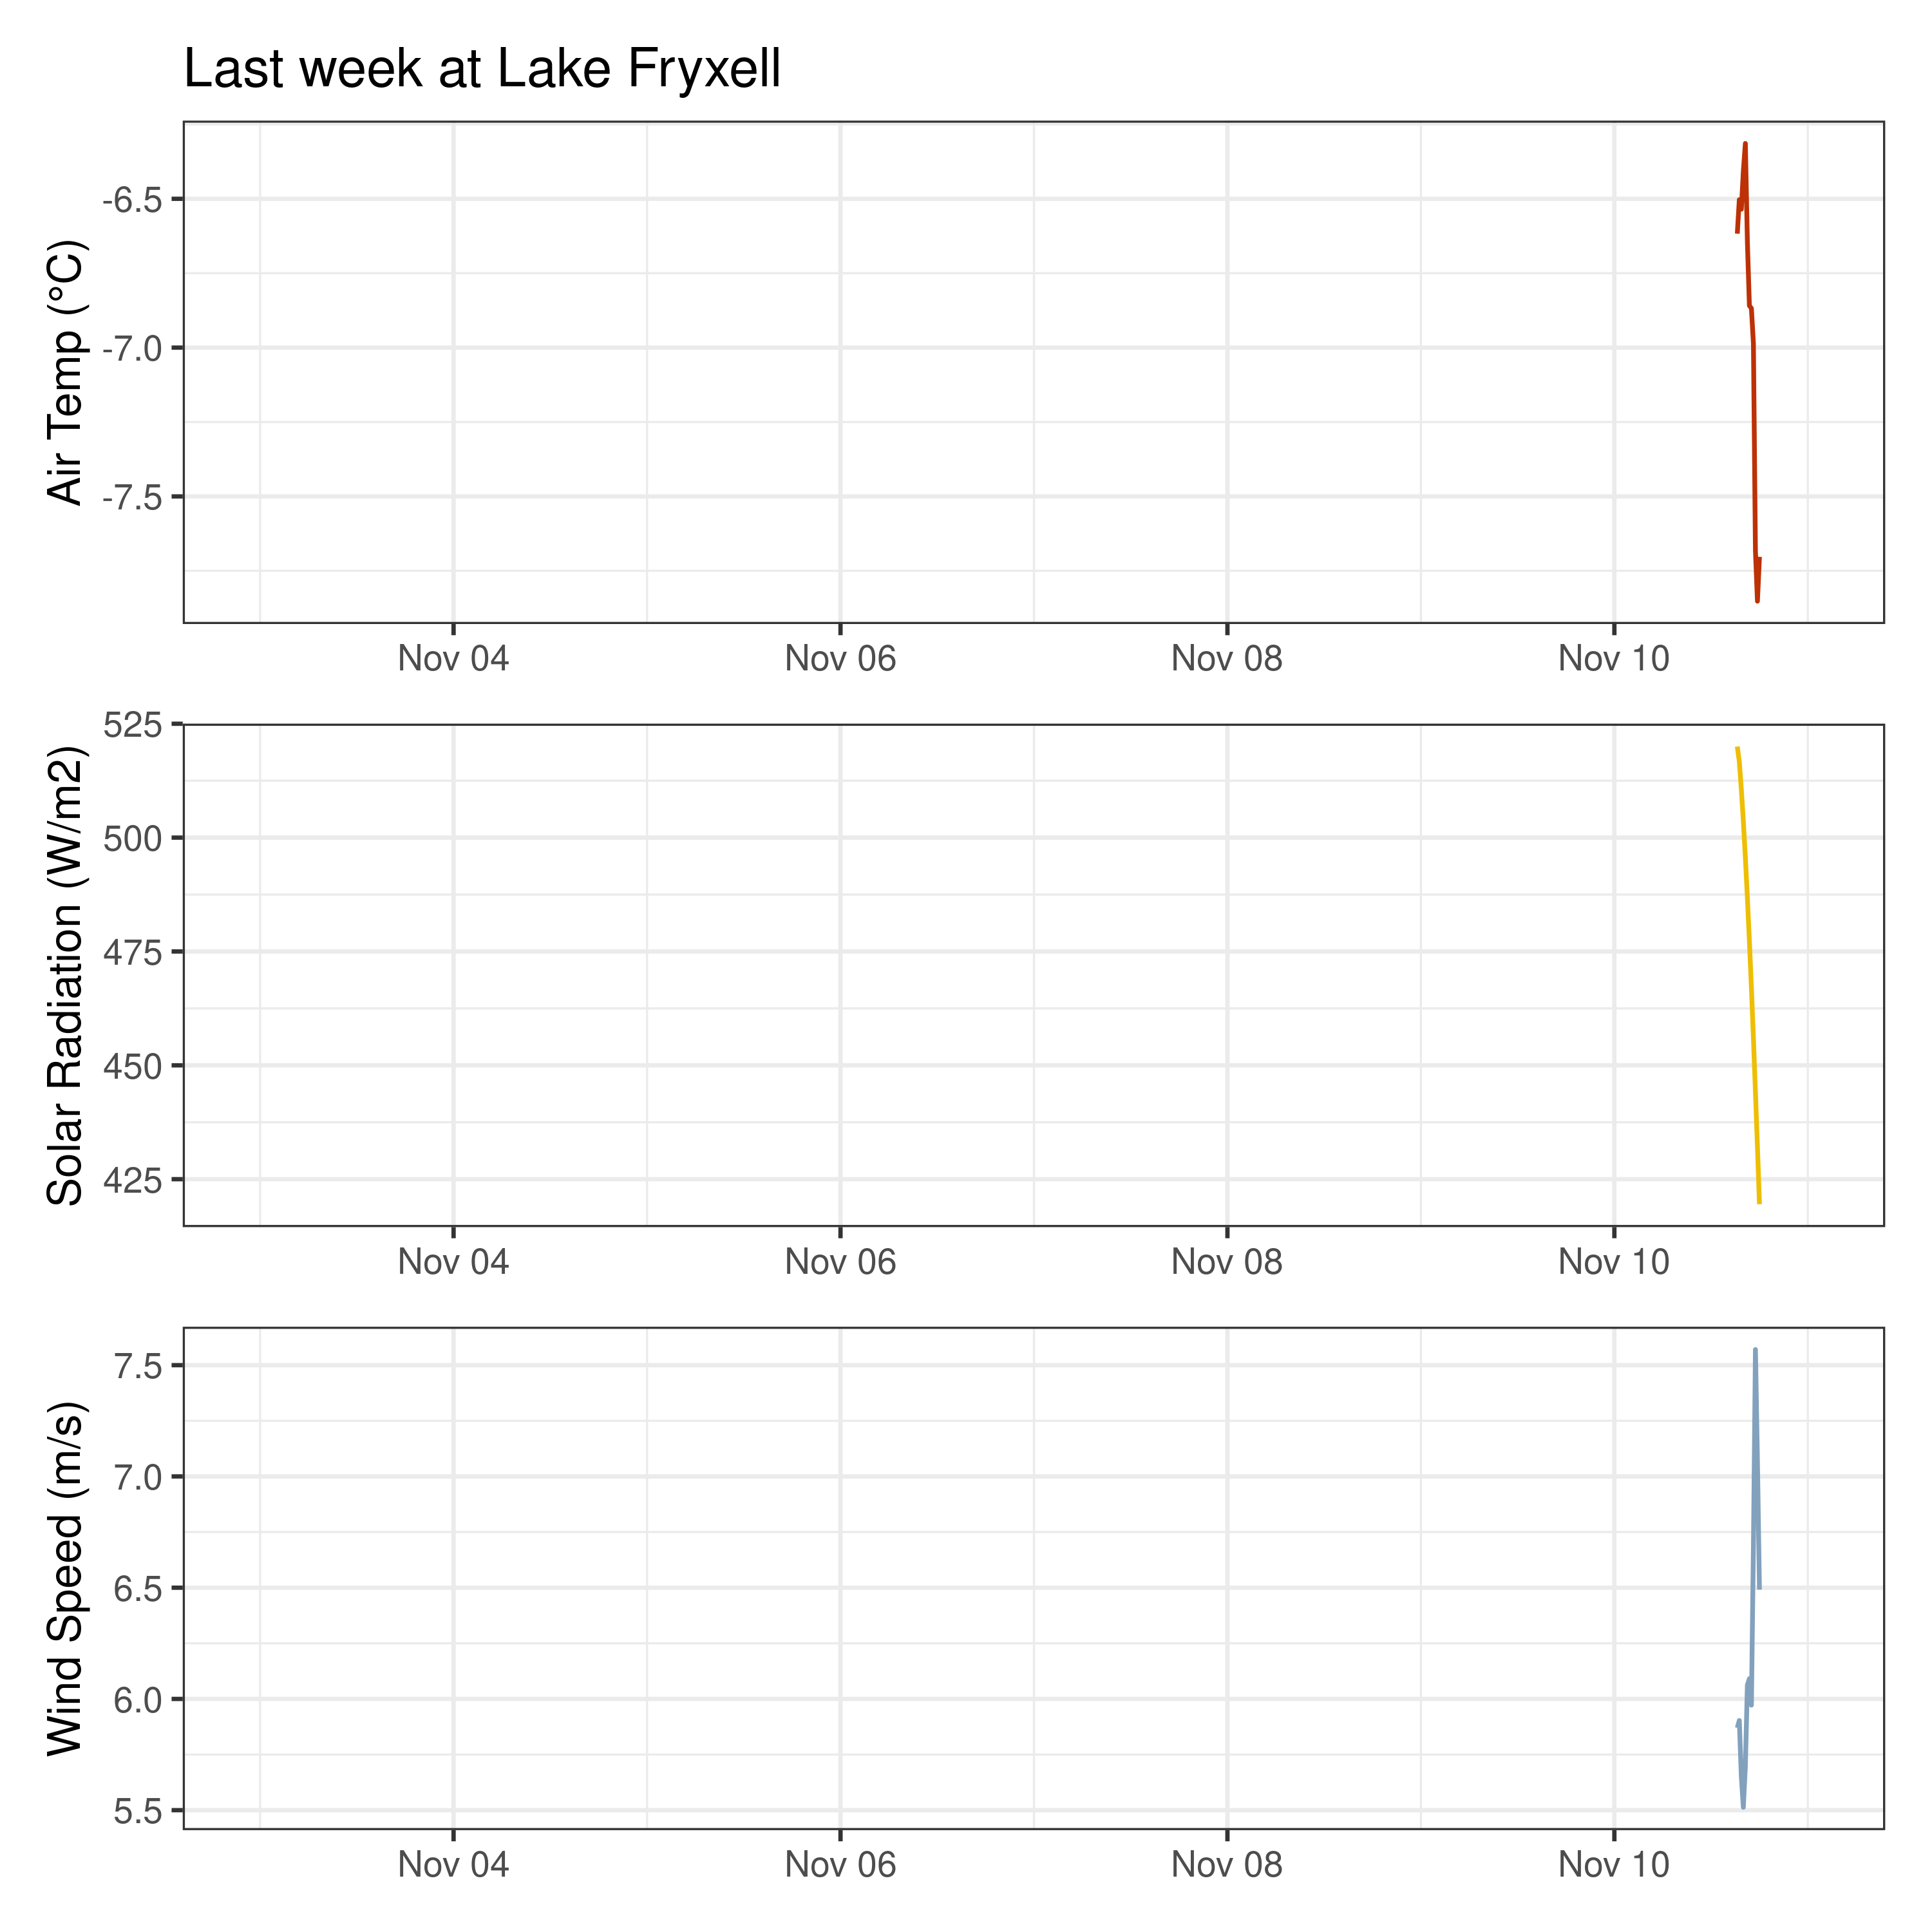 Last week at Lake Fryxell
Air Temp (°C)
-6.5
-7.0
-7.5
Nov 04 Nov 06 Nov 08 Nov 10
Solar Radiation (W/m2)
525
500
475
450
425
Nov 04 Nov 06 Nov 08 Nov 10
Wind Speed (m/s)
7.5
7.0
6.5
6.0
5.5
Nov 04 Nov 06 Nov 08 Nov 10